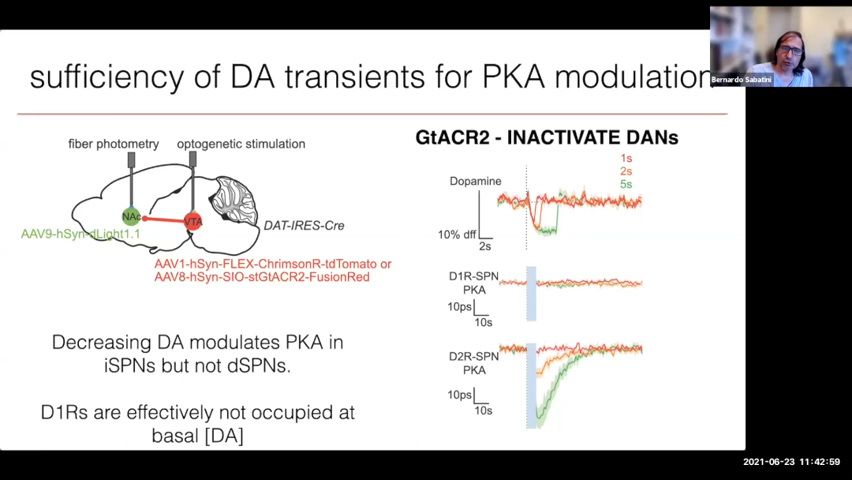 Bernardo Sabatini
sufficiency of DA transients for PKA modulation
fiber photometry
optogenetic stimulation
NAc
VTA
DAT-IRES-Cre
AAV9-hSyn-dLight1.1
AAV1-hSyn-FLEX-ChrimsonR-tdTomato or
AAV8-hSyn-SIO-stGtACR2-FusionRed
Decreasing DA modulates PKA in
iSPNs but not dSPNs.
D1Rs are effectively not occupied at
basal [DA]
GtACR2 - INACTIVATE DANs
1s
2s
5s
Dopamine
10% dff
2s
D1R-SPN
PKA
10ps
10s
D2R-SPN
PKA
10ps
10s
2021-06-23 11:42:59